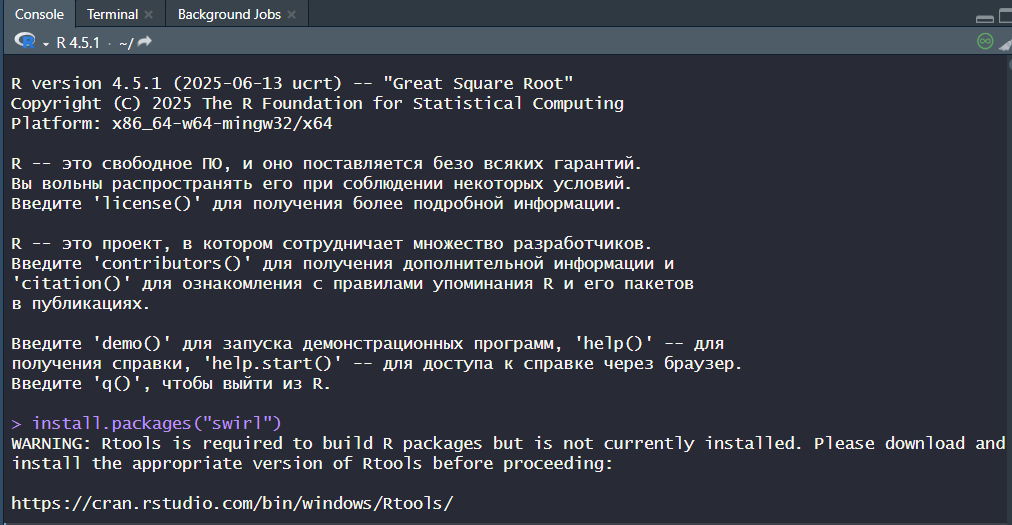 Console Terminal Background Jobs
R 4.5.1 · ~/
R version 4.5.1 (2025-06-13 ucrt) -- "Great Square Root"
Copyright (C) 2025 The R Foundation for Statistical Computing
Platform: x86_64-w64-mingw32/x64
R -- это свободное ПО, и оно поставляется безо всяких гарантий.
Вы вольны распространять его при соблюдении некоторых условий.
Введите 'license()' для получения более подробной информации.
R -- это проект, в котором сотрудничает множество разработчиков.
Введите 'contributors()' для получения дополнительной информации и
'citation()' для ознакомления с правилами упоминания R и его пакетов
в публикациях.
Введите 'demo()' для запуска демонстрационных программ, 'help()' -- для
получения справки, 'help.start()' -- для доступа к справке через браузер.
Введите 'q()', чтобы выйти из R.
> install.packages("swirl")
WARNING: Rtools is required to build R packages but is not currently installed. Please download and
install the appropriate version of Rtools before proceeding:
https://cran.rstudio.com/bin/windows/Rtools/